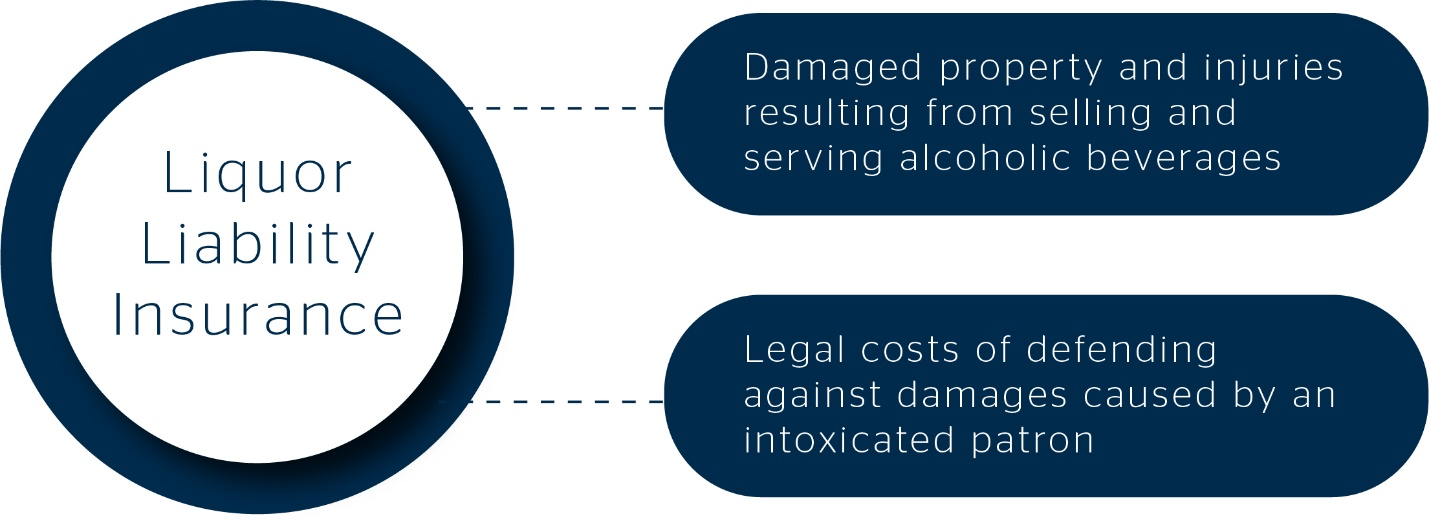 Liquor
Liability
Insurance
Damaged property and injuries
resulting from selling and
serving alcoholic beverages
Legal costs of defending
against damages caused by an
intoxicated patron